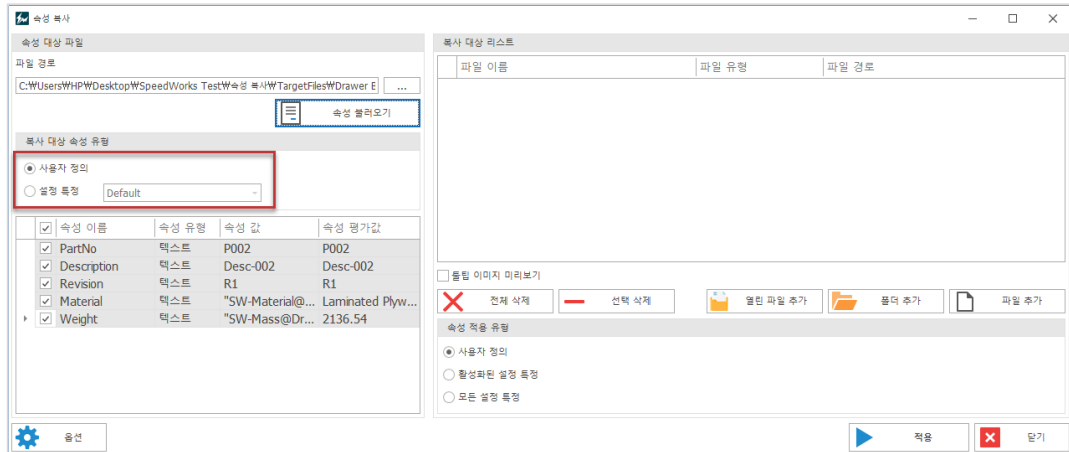 속성 복사
속성 대상 파일
파일 경로
C:₩Users₩HP₩Desktop₩SpeedWorks Test₩속성 복사₩TargetFiles₩Drawer E
...
속성 불러오기
복사 대상 속성 유형
사용자 정의
설정 특정 Default
속성 이름 속성 유형 속성 값 속성 평가값
PartNo 텍스트 P002 P002
Description 텍스트 Desc-002 Desc-002
Revision 텍스트 R1 R1
Material 텍스트 "SW-Material@... Laminated Plyw...
Weight 텍스트 "SW-Mass@Dr... 2136.54
옵션
복사 대상 리스트
파일 이름 파일 유형 파일 경로
툴팁 이미지 미리보기
전체 삭제 선택 삭제 열린 파일 추가 폴더 추가 파일 추가
속성 적용 유형
사용자 정의
활성화된 설정 특정
모든 설정 특정
적용 닫기